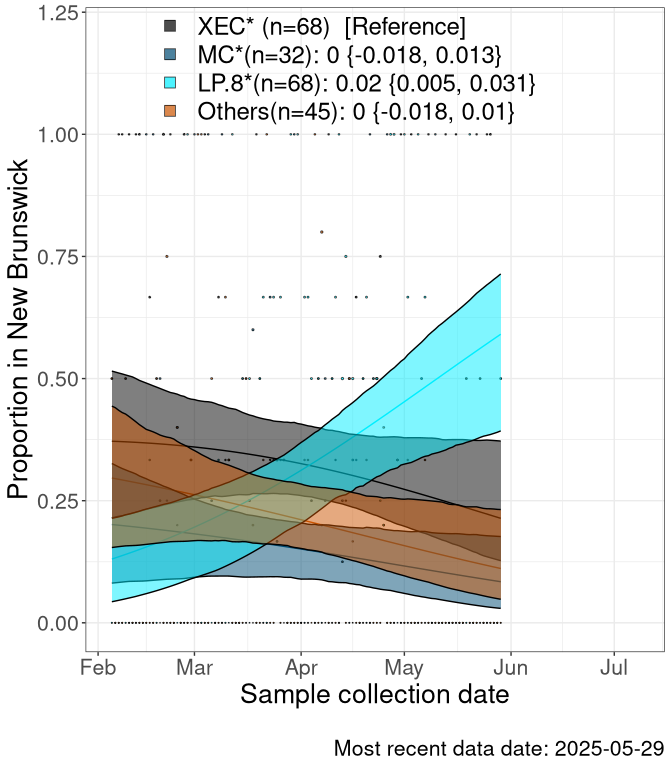 1.25
XEC* (n=68)  [Reference]
MC*(n=32): 0 {-0.018, 0.013}
LP.8*(n=68): 0.02 {0.005, 0.031}
Others(n=45): 0 {-0.018, 0.01}
1.00
0.75
0.50
0.25
0.00
Proportion in New Brunswick
Feb Mar Apr May Jun Jul
Sample collection date
Most recent data date: 2025-05-29